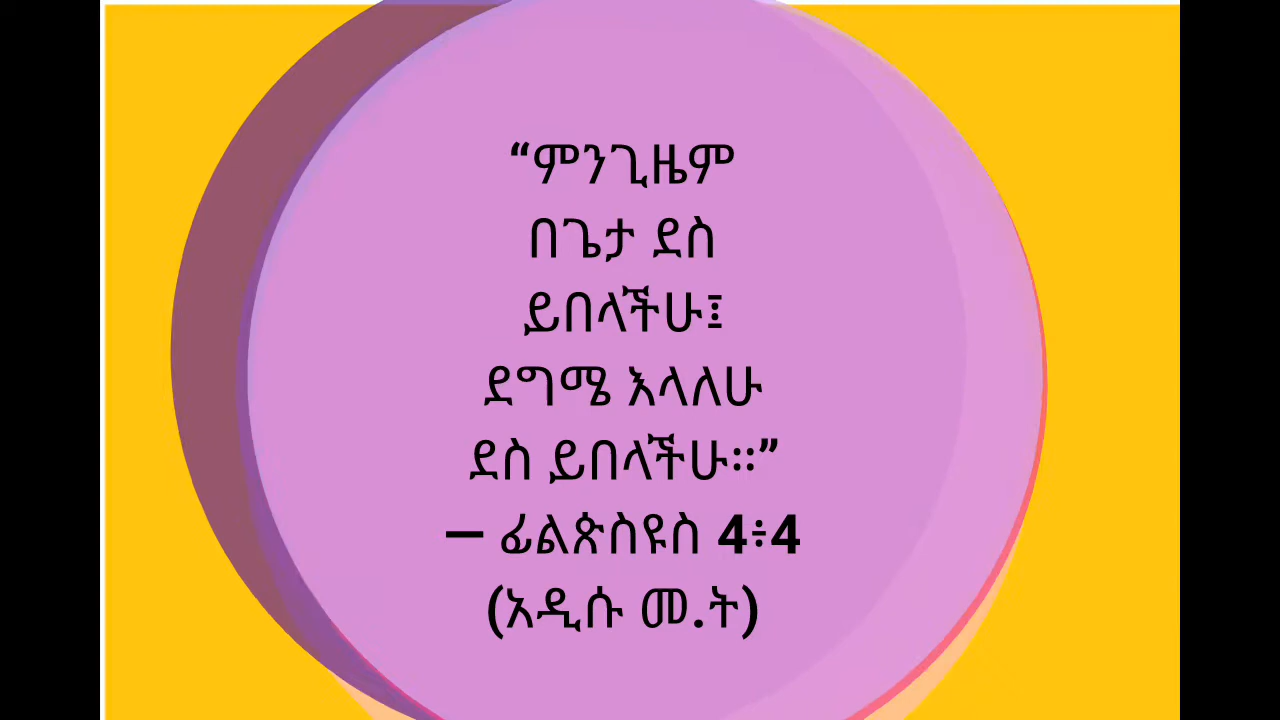 “ምንጊዜም
በጌታ ደስ
ይበላችሁ፤
ደግሜ እላለሁ
ደስ ይበላችሁ።”
— ፊልጵስዩስ 4፥4
(አዲሱ መ.ት)